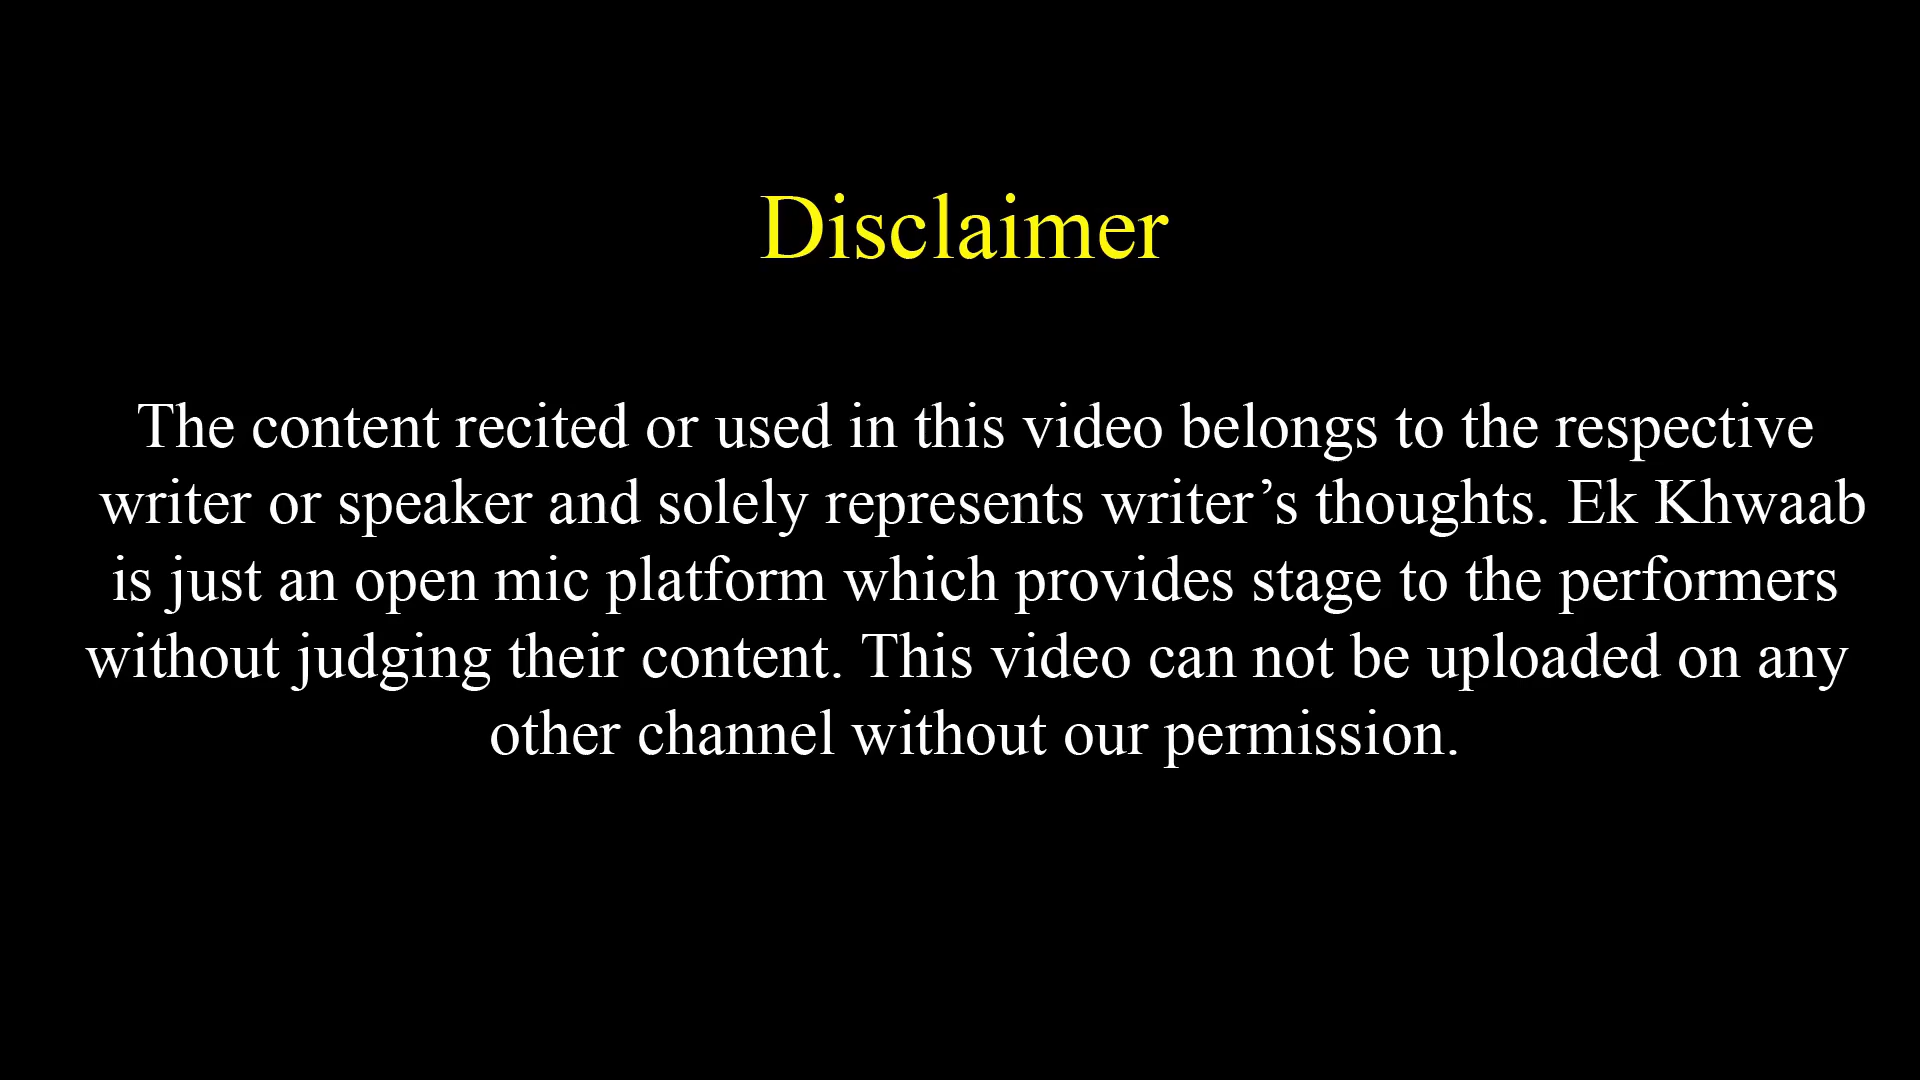 Disclaimer
The content recited or used in this video belongs to the respective
writer or speaker and solely represents writer’s thoughts. Ek Khwaab
is just an open mic platform which provides stage to the performers
without judging their content. This video can not be uploaded on any
other channel without our permission.